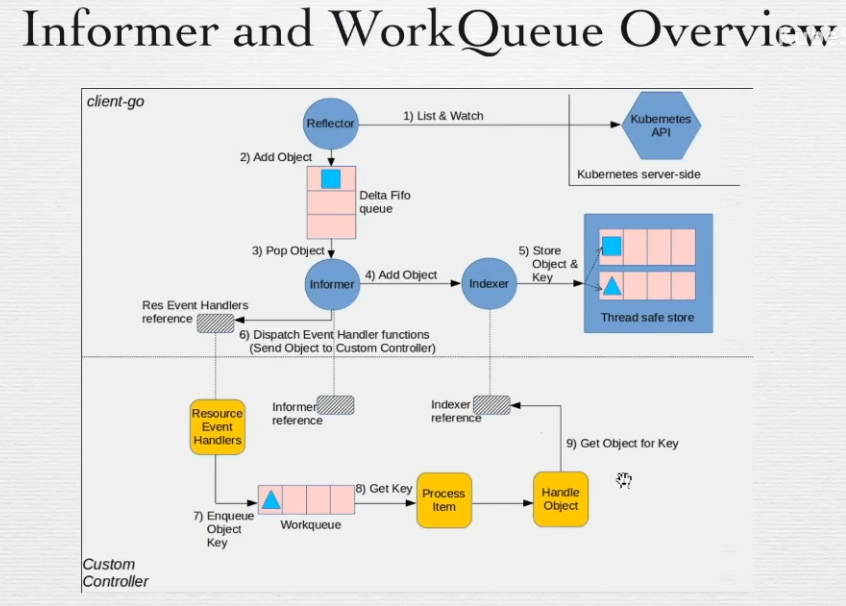 Informer and WorkQueue Overview
client-go
Reflector
1) List & Watch
Kubernetes
API
Kubernetes server-side
2) Add Object
Delta Fifo
queue
3) Pop Object
Informer
4) Add Object
Indexer
5) Store
Object &
Key
Thread safe store
Res Event Handlers
reference
6) Dispatch Event Handler functions
(Send Object to Custom Controller)
Resource
Event
Handlers
Informer
reference
Indexer
reference
9) Get Object for Key
7) Enqueue
Object
Key
Workqueue
8) Get Key
Process
Item
Handle
Object
Custom
Controller